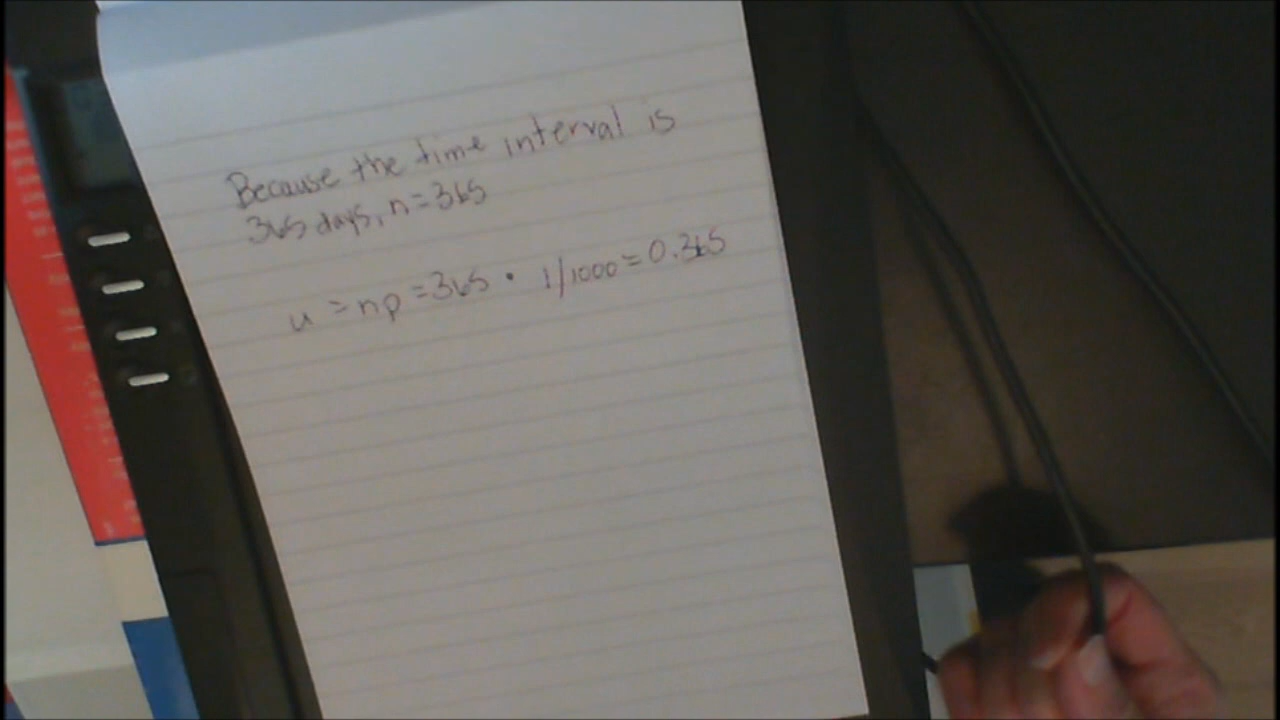 Because the time interval is
365 days, n = 365
u = np = 365 • 1/1000 = 0.365